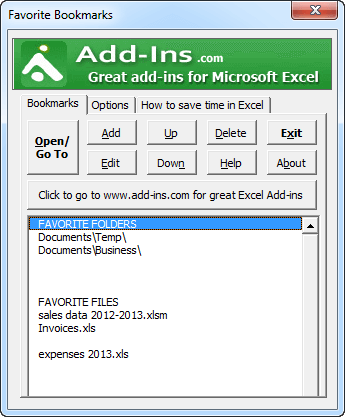 Favorite Bookmarks
Add-Ins .com
Great add-ins for Microsoft Excel
Bookmarks Options How to save time in Excel
Open/
Go To
Add Up Delete Exit
Edit Down Help About
Click to go to www.add-ins.com for great Excel Add-ins
FAVORITE FOLDERS
Documents\Temp\
Documents\Business\
FAVORITE FILES
sales data 2012-2013.xlsm
Invoices.xls
expenses 2013.xls